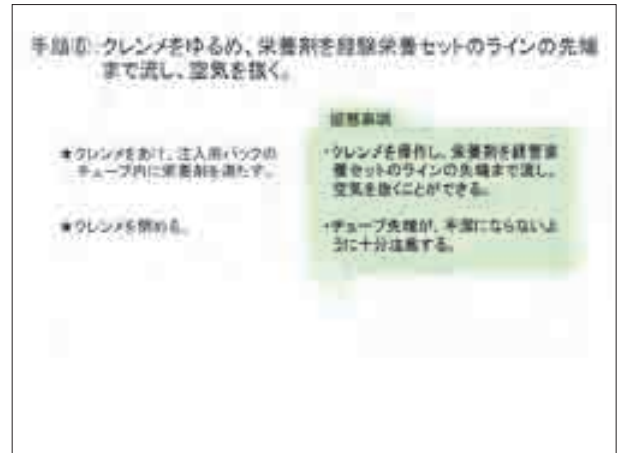 手順 クレンメをゆるめ、栄養剤を 栄養セットのラインの先端
まで流し、空気を抜く。
★クレンメをあけ、注入用バックの
チューブ内に栄養剤を満たす。
★クレンメを閉める。
留意事項
・クレンメを操作し、栄養剤を経管栄
養セットのラインの先端まで流し、
空気を抜くことができる。
・チューブ先端が、不潔にならないよ
うに十分注意する。